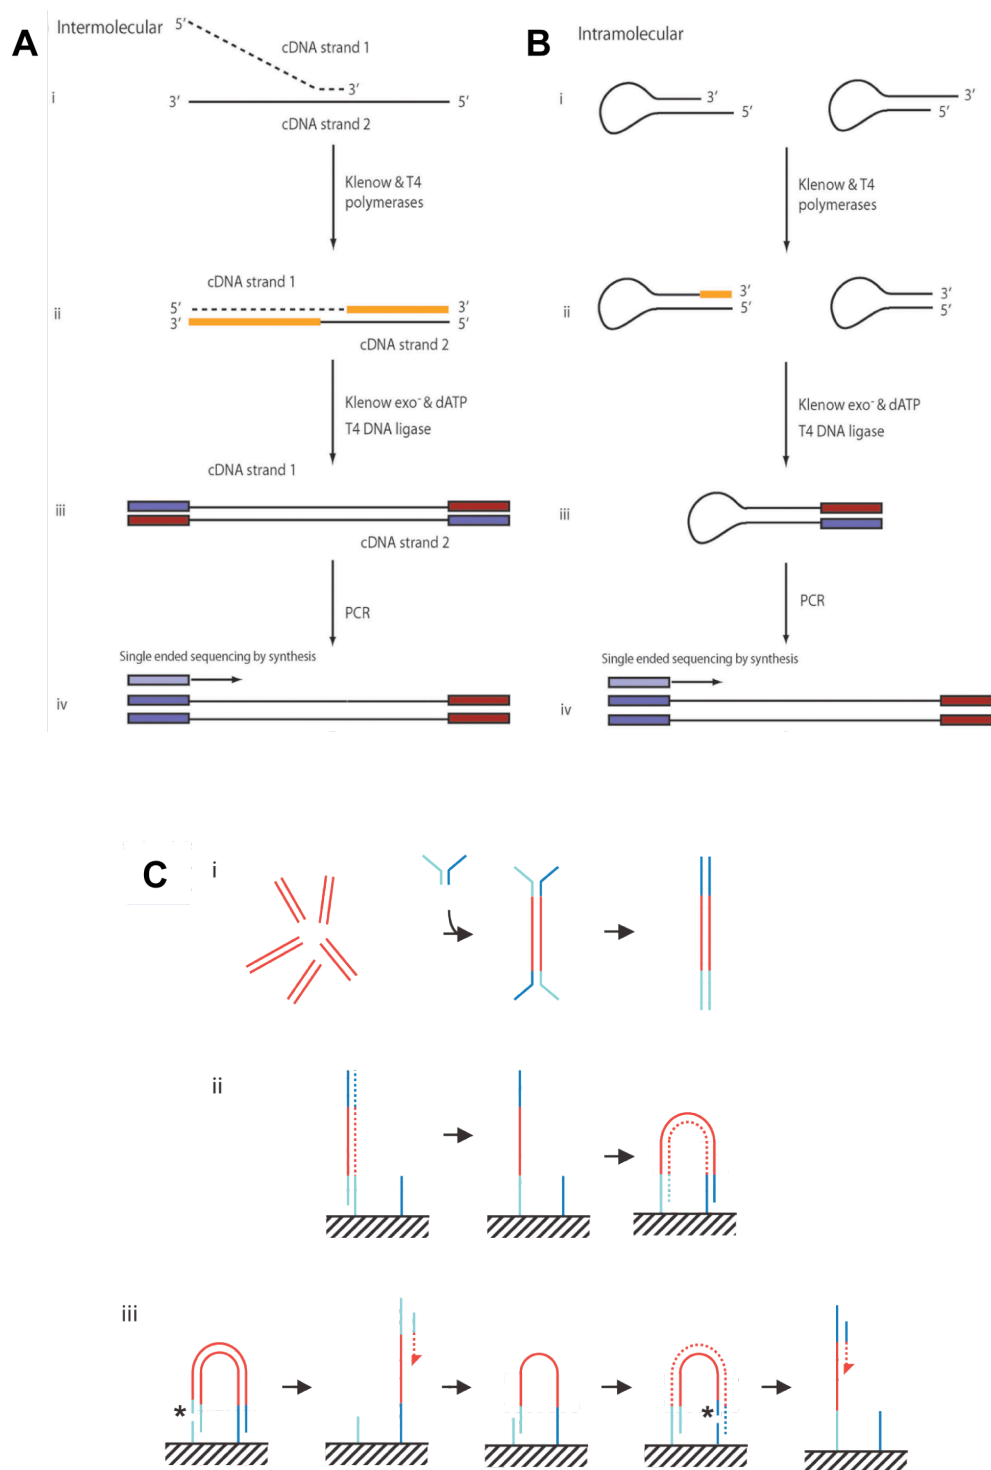 A
Intermolecular
5′
cDNA strand 1
3′
i
3′
5′
cDNA strand 2
Klenow & T4
polymerases
cDNA strand 1
ii
5′
3′
3′
5′
cDNA strand 2
Klenow exo⁻ & dATP
T4 DNA ligase
cDNA strand 1
iii
cDNA strand 2
PCR
Single ended sequencing by synthesis
iv
B
Intramolecular
i
3′
5′
3′
5′
Klenow & T4
polymerases
ii
3′
5′
3′
5′
Klenow exo⁻ & dATP
T4 DNA ligase
iii
PCR
Single ended sequencing by synthesis
iv
C
i
ii
iii
*
*